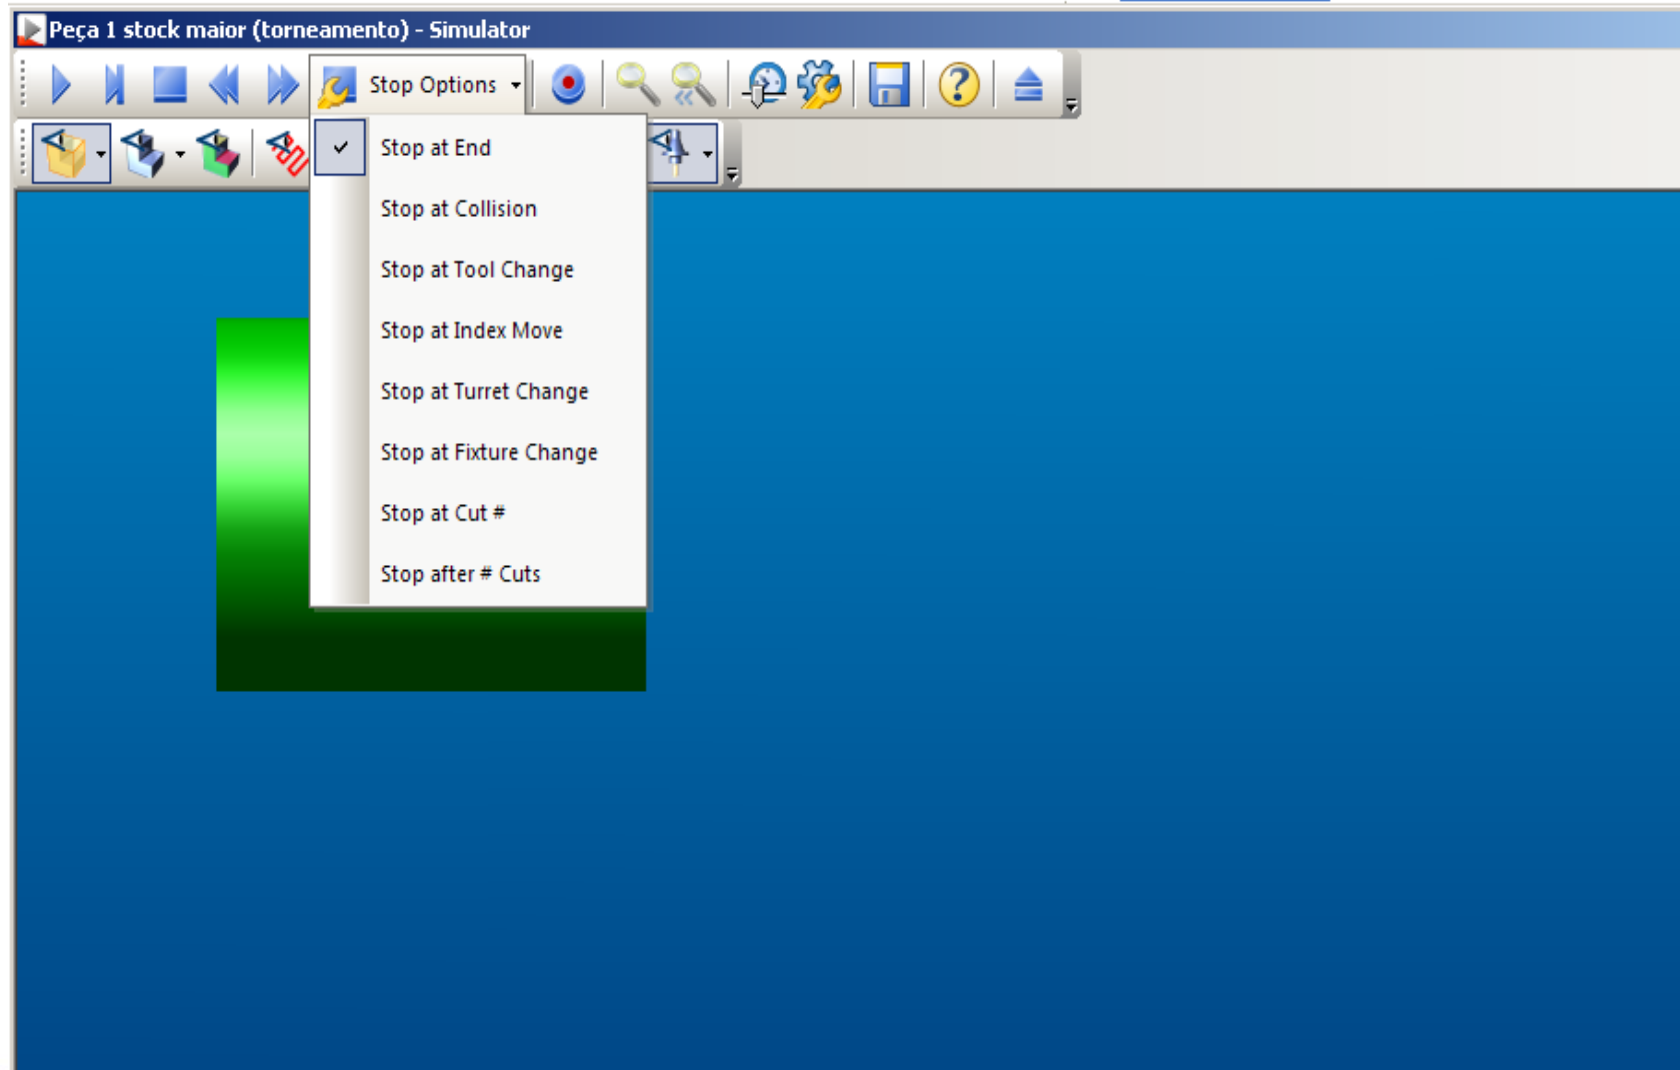 Peça 1 stock maior (torneamento) - Simulator
Stop Options
?
Stop at End
Stop at Collision
Stop at Tool Change
Stop at Index Move
Stop at Turret Change
Stop at Fixture Change
Stop at Cut #
Stop after # Cuts